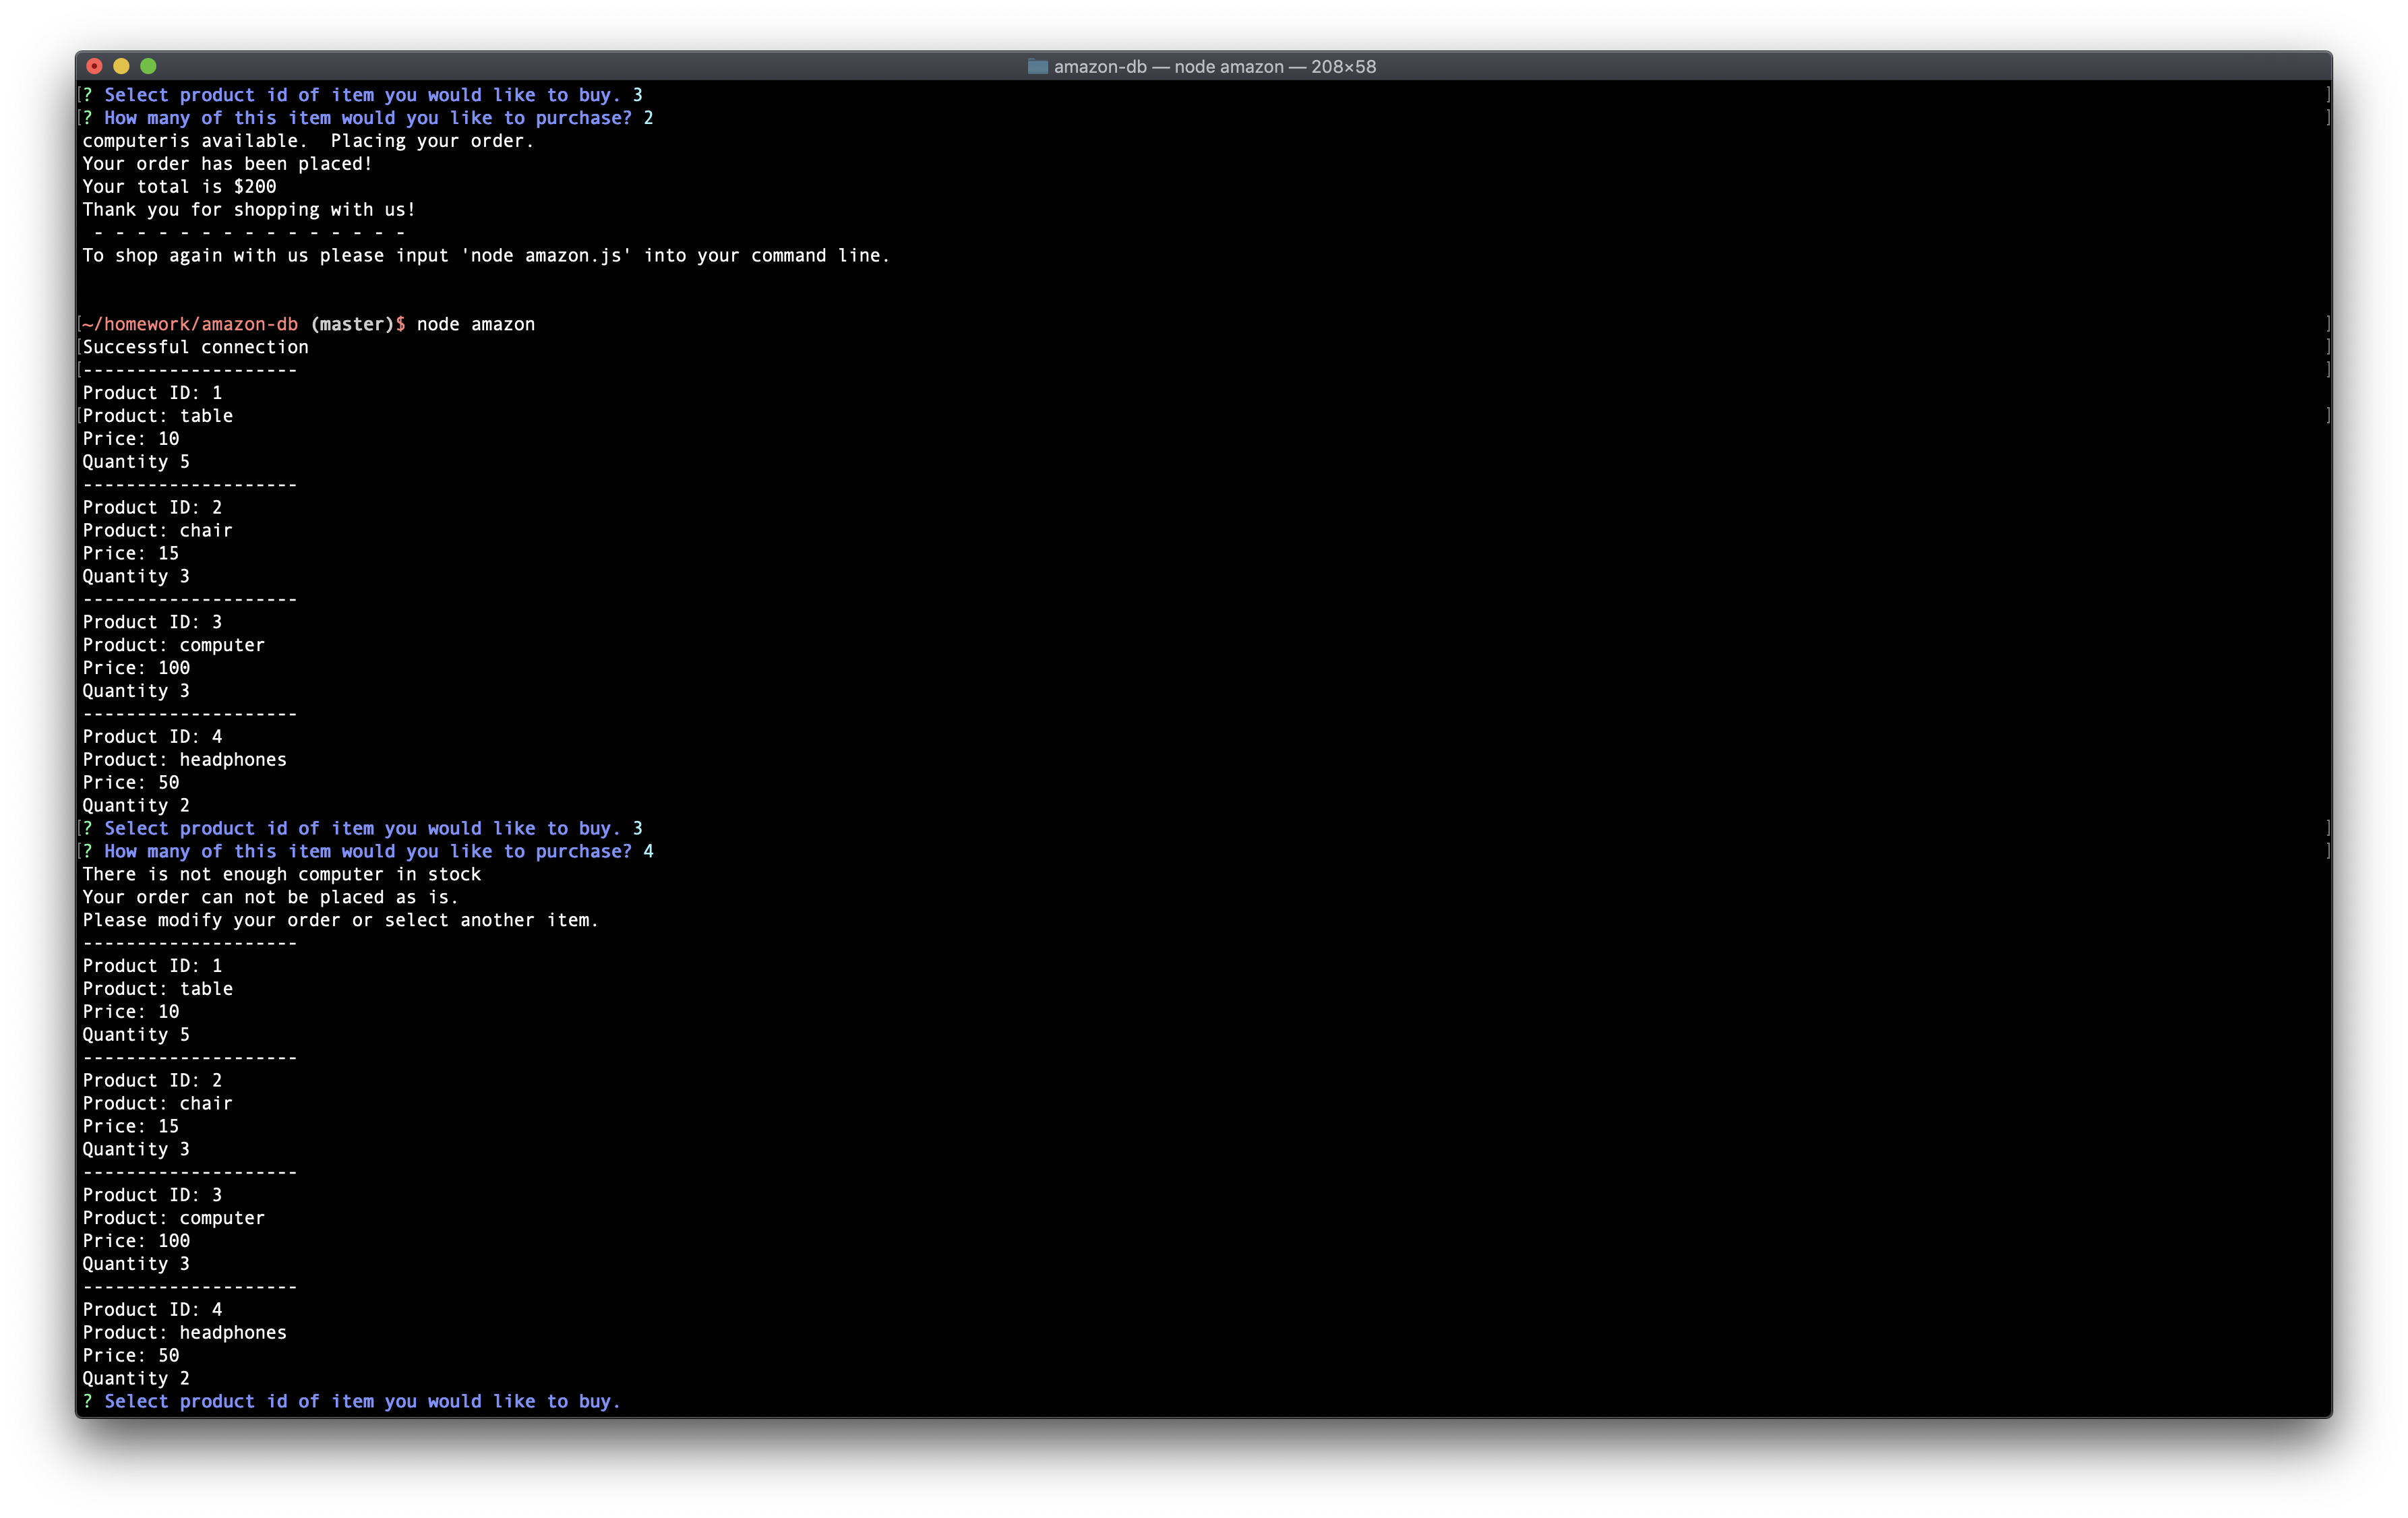 amazon-db — node amazon — 208×58
? Select product id of item you would like to buy. 3
? How many of this item would you like to purchase? 2
computeris available.  Placing your order.
Your order has been placed!
Your total is $200
Thank you for shopping with us!
- - - - - - - - - - - - - - -
To shop again with us please input 'node amazon.js' into your command line.
~/homework/amazon-db (master)$ node amazon
Successful connection
--------------------
Product ID: 1
Product: table
Price: 10
Quantity 5
--------------------
Product ID: 2
Product: chair
Price: 15
Quantity 3
--------------------
Product ID: 3
Product: computer
Price: 100
Quantity 3
--------------------
Product ID: 4
Product: headphones
Price: 50
Quantity 2
? Select product id of item you would like to buy. 3
? How many of this item would you like to purchase? 4
There is not enough computer in stock
Your order can not be placed as is.
Please modify your order or select another item.
--------------------
Product ID: 1
Product: table
Price: 10
Quantity 5
--------------------
Product ID: 2
Product: chair
Price: 15
Quantity 3
--------------------
Product ID: 3
Product: computer
Price: 100
Quantity 3
--------------------
Product ID: 4
Product: headphones
Price: 50
Quantity 2
? Select product id of item you would like to buy.